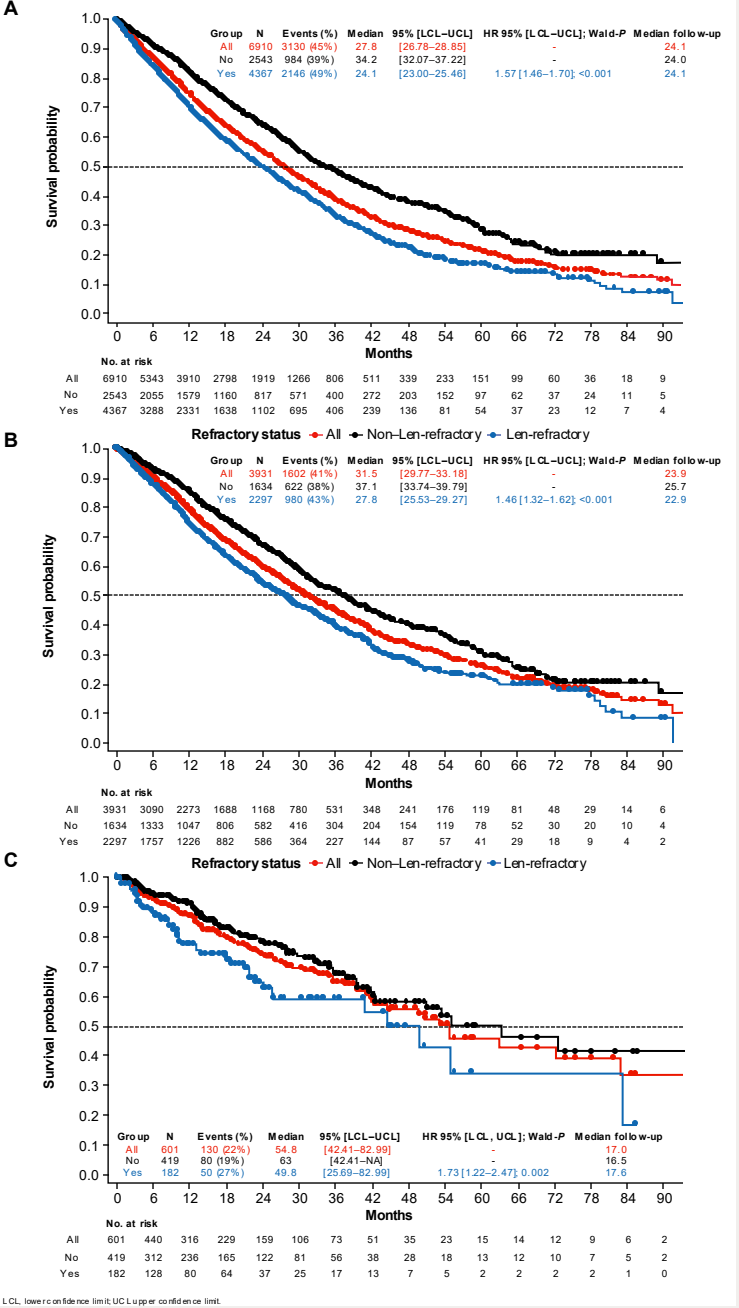 A
Group N Events (%) Median 95% [LCL–UCL] HR 95% [LCL–UCL]; Wald-P Median follow-up
All 6910 3130 (45%) 27.8 [26.78–28.85] - 24.1
No 2543 984 (39%) 34.2 [32.07–37.22] - 24.0
Yes 4367 2146 (49%) 24.1 [23.00–25.46] 1.57 [1.46–1.70]; <0.001 24.1
Survival probability
1.0
0.9
0.8
0.7
0.6
0.5
0.4
0.3
0.2
0.1
0.0
0 6 12 18 24 30 36 42 48 54 60 66 72 78 84 90
Months
No. at risk
All 6910 5343 3910 2798 1919 1266 806 511 339 233 151 99 60 36 18 9
No 2543 2055 1579 1160 817 571 400 272 203 152 97 62 37 24 11 5
Yes 4367 3288 2331 1638 1102 695 406 239 136 81 54 37 23 12 7 4
B
Refractory status All Non–Len-refractory Len-refractory
Group N Events (%) Median 95% [LCL–UCL] HR 95% [LCL–UCL]; Wald-P Median follow-up
All 3931 1602 (41%) 31.5 [29.77–33.18] - 23.9
No 1634 622 (38%) 37.1 [33.74–39.79] - 25.7
Yes 2297 980 (43%) 27.8 [25.53–29.27] 1.46 [1.32–1.62]; <0.001 22.9
Survival probability
1.0
0.9
0.8
0.7
0.6
0.5
0.4
0.3
0.2
0.1
0.0
0 6 12 18 24 30 36 42 48 54 60 66 72 78 84 90
Months
No. at risk
All 3931 3090 2273 1688 1168 780 531 348 241 176 119 81 48 29 14 6
No 1634 1333 1047 806 582 416 304 204 154 119 78 52 30 20 10 4
Yes 2297 1757 1226 882 586 364 227 144 87 57 41 29 18 9 4 2
C
Refractory status All Non–Len-refractory Len-refractory
Survival probability
1.0
0.9
0.8
0.7
0.6
0.5
0.4
0.3
0.2
0.1
0.0
Group N Events (%) Median 95% [LCL–UCL] HR 95% [LCL, UCL]; Wald-P Median follow-up
All 601 130 (22%) 54.8 [42.41–82.99] - 17.0
No 419 80 (19%) 63 [42.41–NA] - 16.5
Yes 182 50 (27%) 49.8 [25.69–82.99] 1.73 [1.22–2.47]; 0.002 17.6
0 6 12 18 24 30 36 42 48 54 60 66 72 78 84 90
Months
No. at risk
All 601 440 316 229 159 106 73 51 35 23 15 14 12 9 6 2
No 419 312 236 165 122 81 56 38 28 18 13 12 10 7 5 2
Yes 182 128 80 64 37 25 17 13 7 5 2 2 2 2 1 0
LCL, lower confidence limit; UCL upper confidence limit.